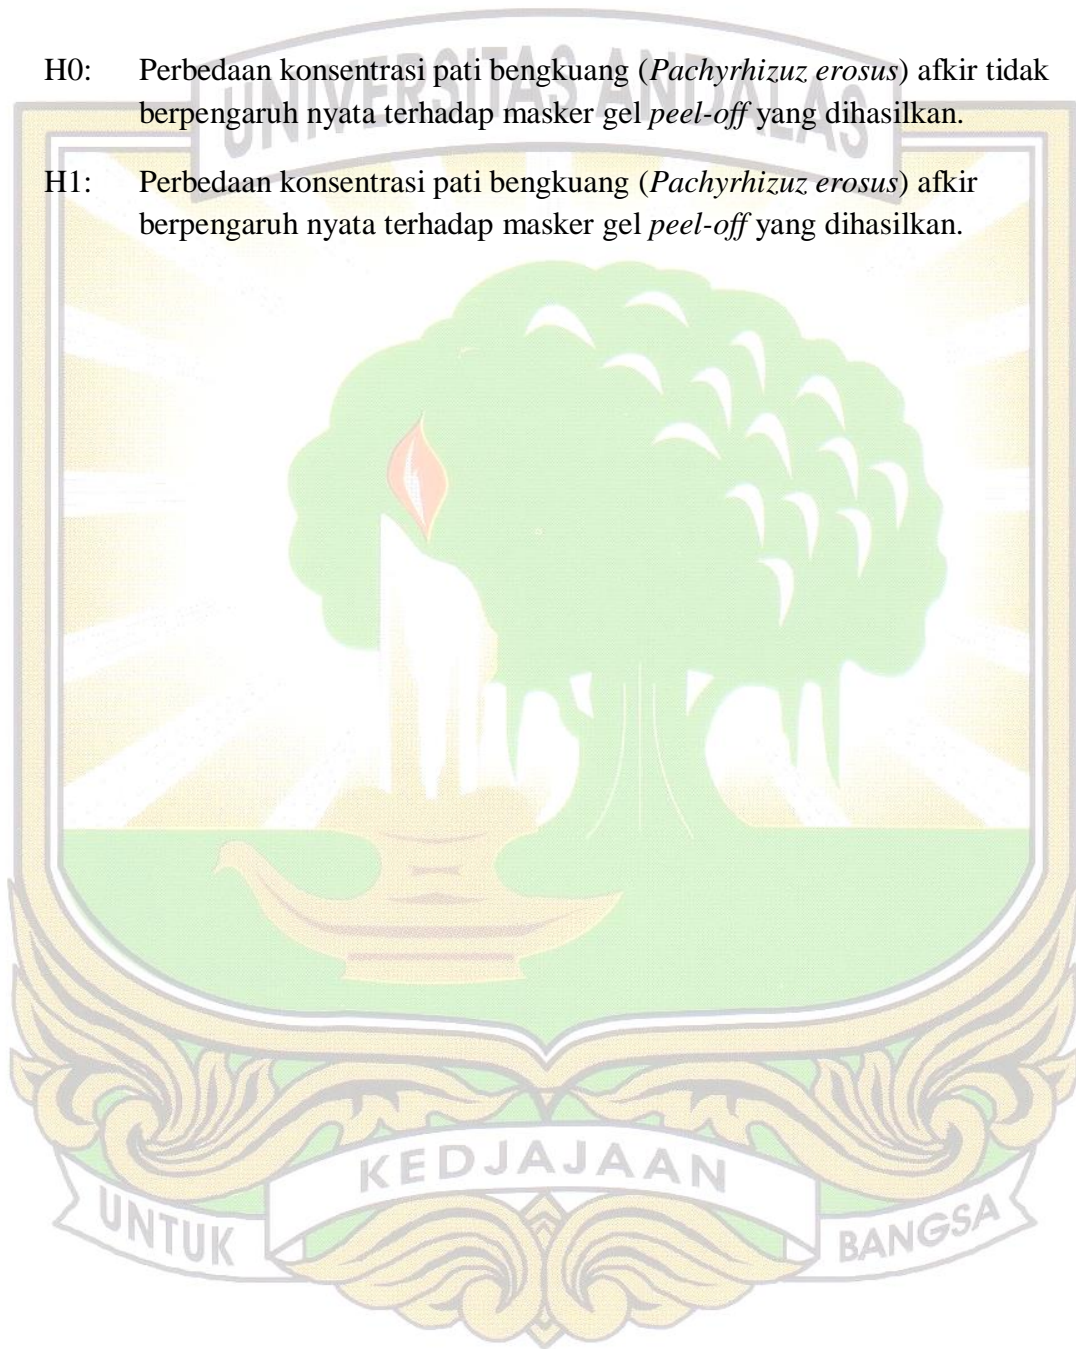 UNIVERSITAS ANDALAS
H0: Perbedaan konsentrasi pati bengkuang (Pachyrhizuz erosus) afkir tidak
berpengaruh nyata terhadap masker gel peel-off yang dihasilkan.
H1: Perbedaan konsentrasi pati bengkuang (Pachyrhizuz erosus) afkir
berpengaruh nyata terhadap masker gel peel-off yang dihasilkan.
UNTUK KEDJAJAAN BANGSA